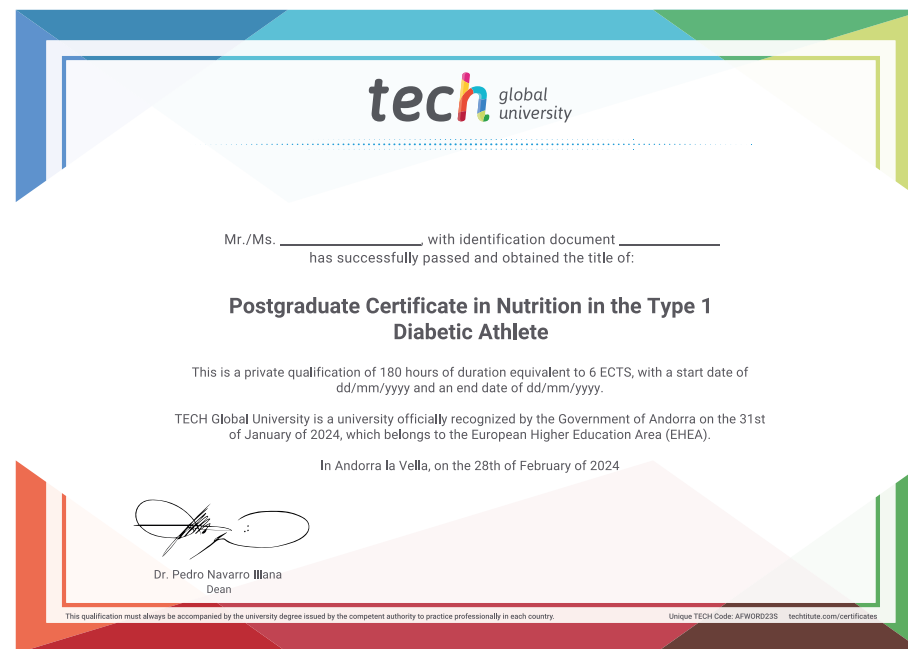 tech global university
Mr./Ms. ____________________, with identification document ______________
has successfully passed and obtained the title of:
Postgraduate Certificate in Nutrition in the Type 1
Diabetic Athlete
This is a private qualification of 180 hours of duration equivalent to 6 ECTS, with a start date of
dd/mm/yyyy and an end date of dd/mm/yyyy.
TECH Global University is a university officially recognized by the Government of Andorra on the 31st
of January of 2024, which belongs to the European Higher Education Area (EHEA).
In Andorra la Vella, on the 28th of February of 2024
Dr. Pedro Navarro Illana
Dean
This qualification must always be accompanied by the university degree issued by the competent authority to practice professionally in each country. Unique TECH Code: AFWORD23S techtitute.com/certificates